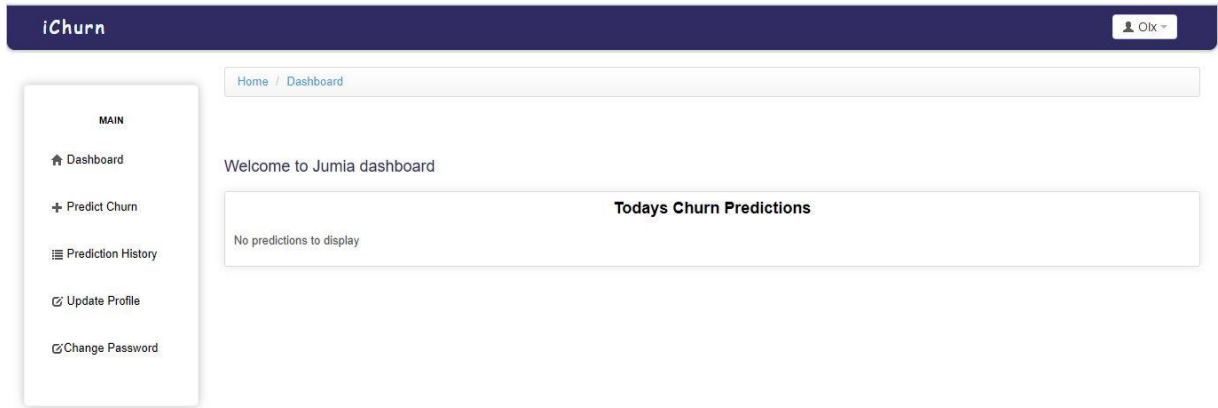 iChurn
Olx
Home / Dashboard
MAIN
Dashboard
Predict Churn
Prediction History
Update Profile
Change Password
Welcome to Jumia dashboard
Todays Churn Predictions
No predictions to display